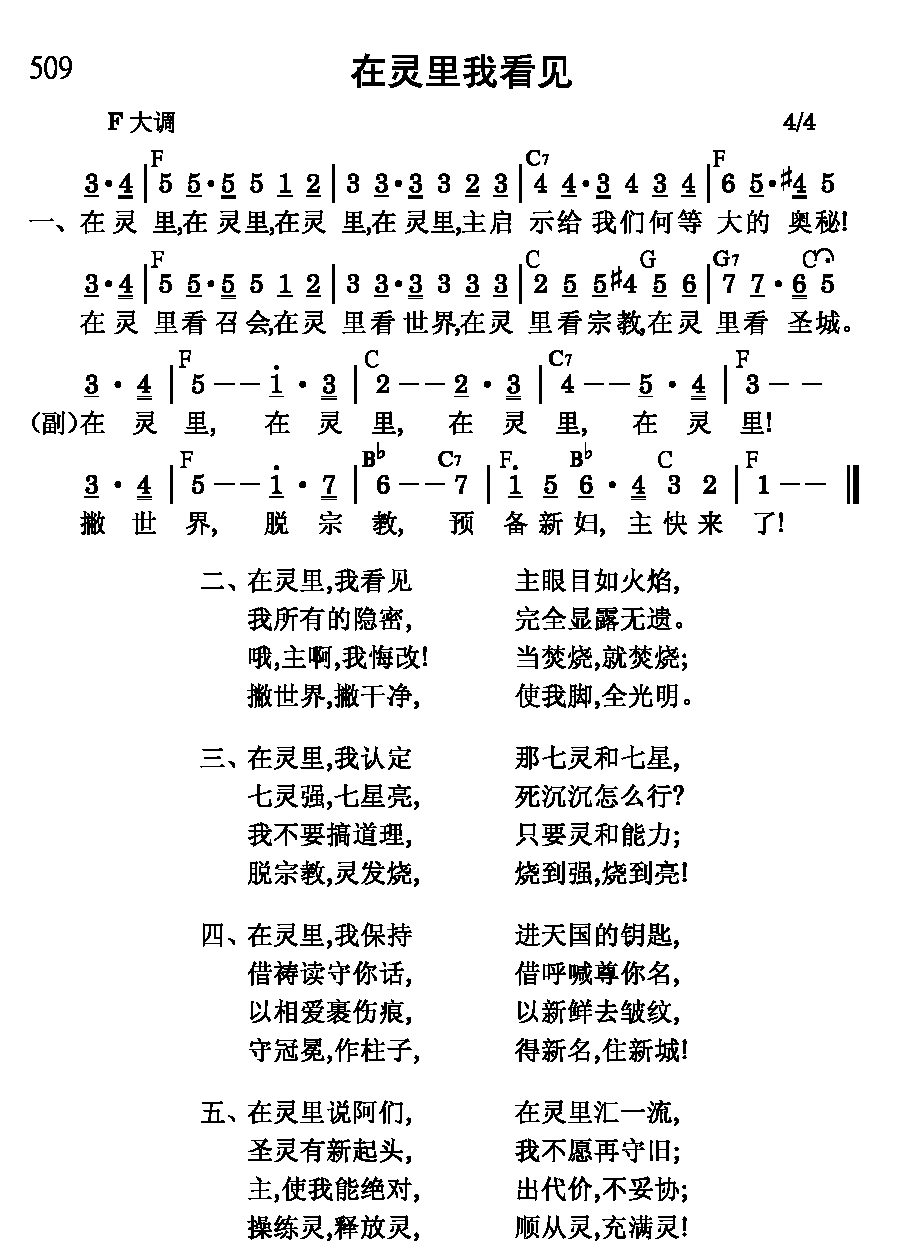 509 在灵里我看见
F 大调 4/4
F C7 F
3·4|5 5·5 5 1 2|3 3·3 3 2 3|4 4·3 4 3 4|6 5·#4 5
一、在灵 里,在 灵里,在灵 里,在 灵里,主启 示给 我们何等 大的 奥秘!
F C G G7 C
3·4|5 5·5 5 1 2|3 3·3 3 3 3|2 5 5#4 5 6|7 7·6 5
在灵 里看 召会,在灵 里看 世界,在灵 里看 宗教,在灵 里看 圣城。
F C C7 F
3·4|5——i·3|2——2·3|4——5·4|3——
(副)在 灵 里, 在 灵 里, 在 灵 里, 在 灵 里!
F B♭ C7 F B♭ C F
3·4|5——i·7|6——7|i 5 6·4 3 2|1——‖
撇 世 界, 脱 宗 教, 预 备 新 妇, 主 快 来 了!
二、在灵里,我看见 主眼目如火焰,
我所有的隐密, 完全显露无遗。
哦,主啊,我悔改! 当焚烧,就焚烧;
撇世界,撇干净, 使我脚,全光明。
三、在灵里,我认定 那七灵和七星,
七灵强,七星亮, 死沉沉怎么行?
我不要搞道理, 只要灵和能力;
脱宗教,灵发烧, 烧到强,烧到亮!
四、在灵里,我保持 进天国的钥匙,
借祷读守你话, 借呼喊尊你名,
以相爱裹伤痕, 以新鲜去皱纹,
守冠冕,作柱子, 得新名,住新城!
五、在灵里说阿们, 在灵里汇一流,
圣灵有新起头, 我不愿再守旧;
主,使我能绝对, 出代价,不妥协;
操练灵,释放灵, 顺从灵,充满灵!